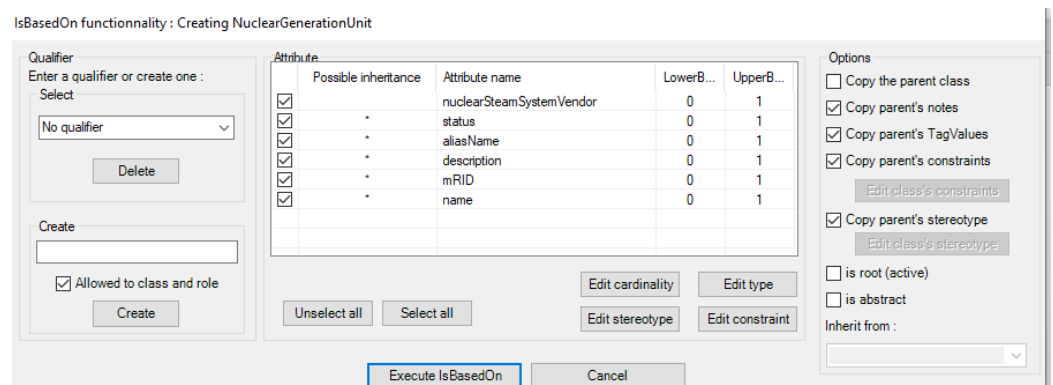 IsBasedOn functionnality : Creating NuclearGenerationUnit
Qualifier
Enter a qualifier or create one :
Select
No qualifier
Delete
Create
Allowed to class and role
Create
Attribute
Possible inheritance Attribute name LowerB... UpperB...
nuclearSteamSystemVendor 0 1
* status 0 1
* aliasName 0 1
* description 0 1
* mRID 0 1
* name 0 1
Edit cardinality Edit type
Unselect all Select all
Edit stereotype Edit constraint
Options
Copy the parent class
Copy parent's notes
Copy parent's TagValues
Copy parent's constraints
Edit class's constraints
Copy parent's stereotype
Edit class's stereotype
is root (active)
is abstract
Inherit from :
Execute IsBasedOn Cancel